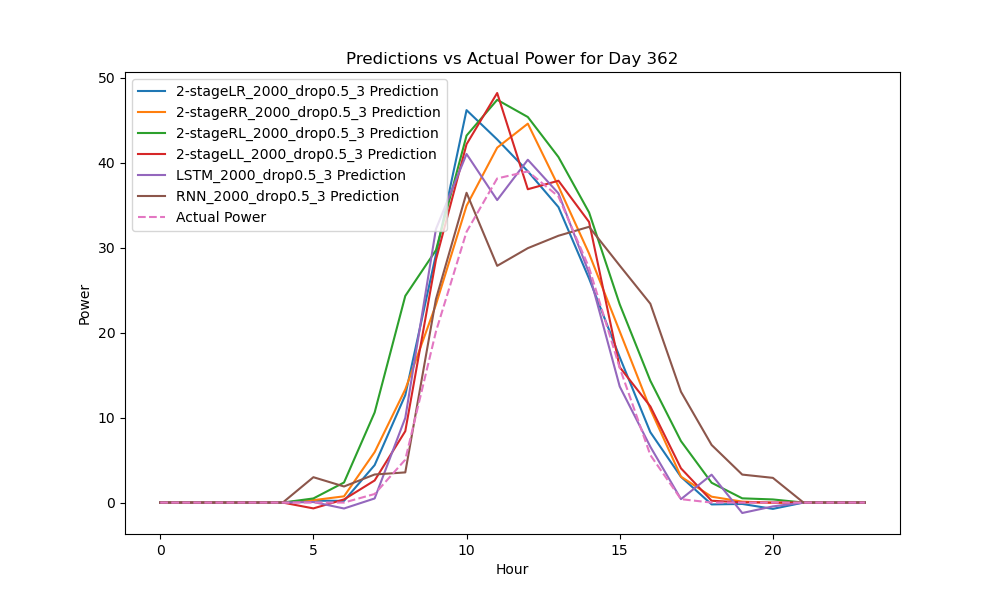 Predictions vs Actual Power for Day 362
2-stageLR_2000_drop0.5_3 Prediction
2-stageRR_2000_drop0.5_3 Prediction
2-stageRL_2000_drop0.5_3 Prediction
2-stageLL_2000_drop0.5_3 Prediction
LSTM_2000_drop0.5_3 Prediction
RNN_2000_drop0.5_3 Prediction
Actual Power
Power
50
40
30
20
10
0
0 5 10 15 20
Hour